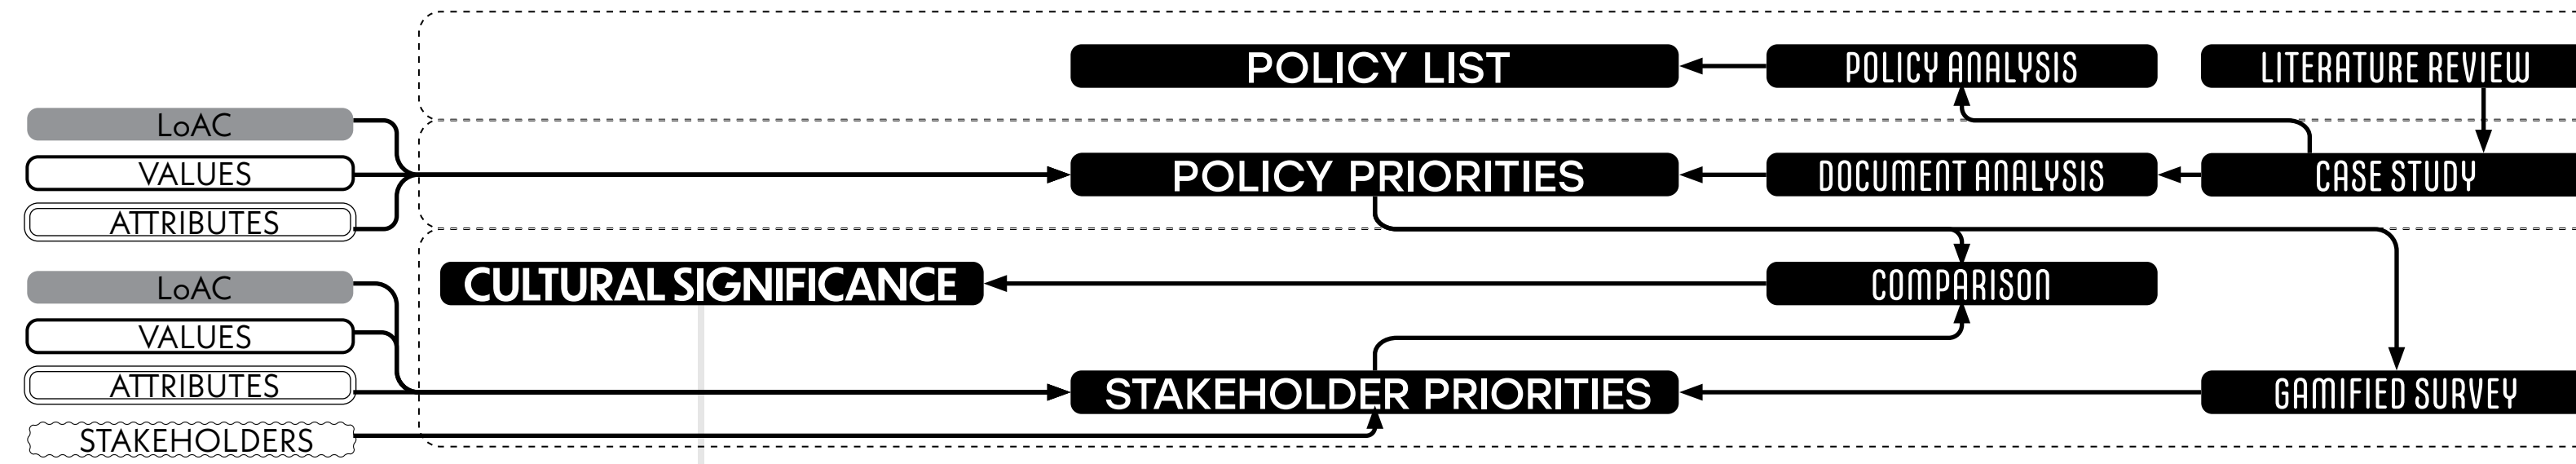 POLICY LIST
POLICY ANALYSIS
LITERATURE REVIEW
LoAC
VALUES
ATTRIBUTES
POLICY PRIORITIES
DOCUMENT ANALYSIS
CASE STUDY
LoAC
VALUES
ATTRIBUTES
STAKEHOLDERS
CULTURAL SIGNIFICANCE
COMPARISON
STAKEHOLDER PRIORITIES
GAMIFIED SURVEY